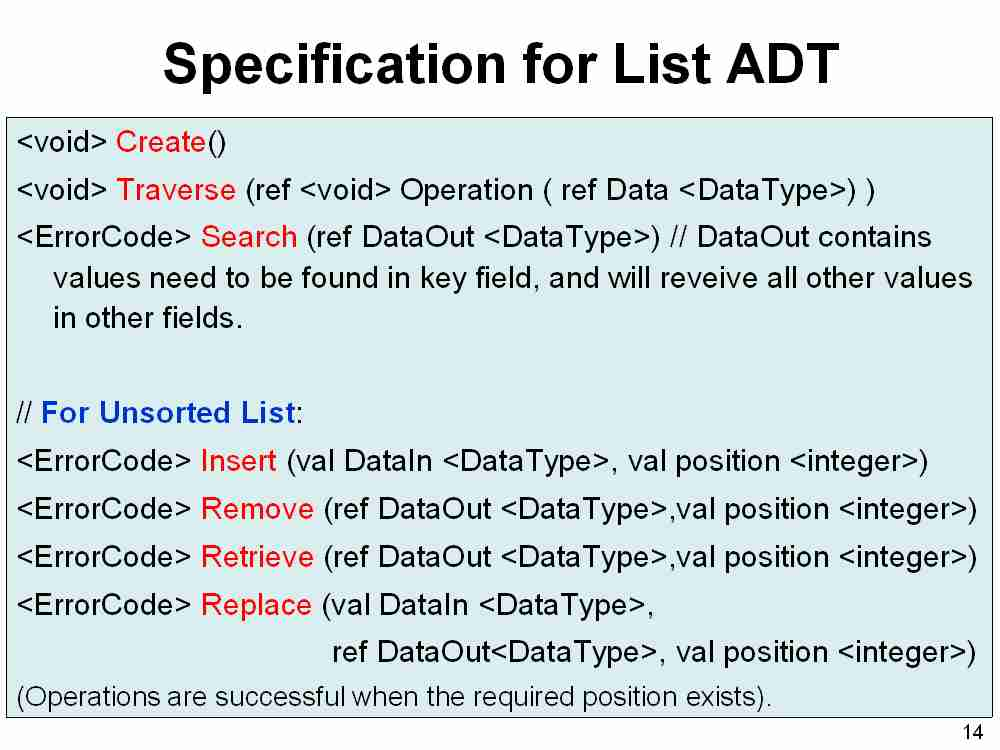 Specification for List ADT
<void> Create()
<void> Traverse (ref <void> Operation ( ref Data <DataType>) )
<ErrorCode> Search (ref DataOut <DataType>) // DataOut contains
values need to be found in key field, and will reveive all other values
in other fields.
// For Unsorted List:
<ErrorCode> Insert (val DataIn <DataType>, val position <integer>)
<ErrorCode> Remove (ref DataOut <DataType>,val position <integer>)
<ErrorCode> Retrieve (ref DataOut <DataType>,val position <integer>)
<ErrorCode> Replace (val DataIn <DataType>,
ref DataOut<DataType>, val position <integer>)
(Operations are successful when the required position exists).
14